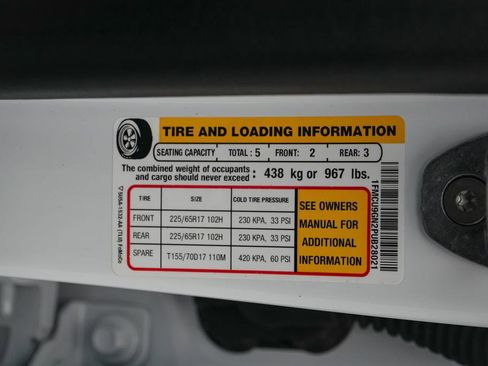 TIRE AND LOADING INFORMATION
SEATING CAPACITY TOTAL : 5 FRONT: 2 REAR: 3
The combined weight of occupants and cargo should never exceed : 438 kg or 967 lbs.
TIRE SIZE COLD TIRE PRESSURE
FRONT 225/65R17 102H 230 KPA, 33 PSI
REAR 225/65R17 102H 230 KPA, 33 PSI
SPARE T155/70D17 110M 420 KPA, 60 PSI
SEE OWNERS
MANUAL FOR
ADDITIONAL
INFORMATION
1FMCU9GN2PUB28021